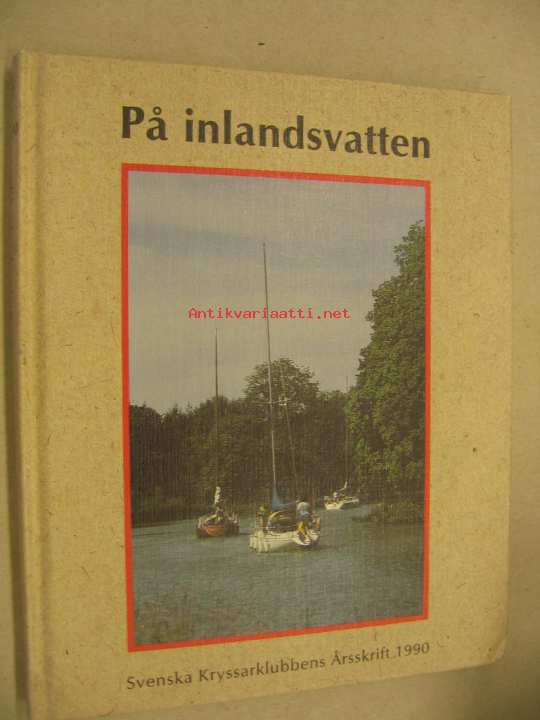 På inlandsvatten
Antikvariaatti.net
Svenska Kryssarklubbens Årsskrift 1990